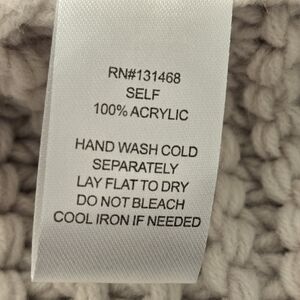 RN#131468
SELF
100% ACRYLIC
HAND WASH COLD
SEPARATELY
LAY FLAT TO DRY
DO NOT BLEACH
COOL IRON IF NEEDED